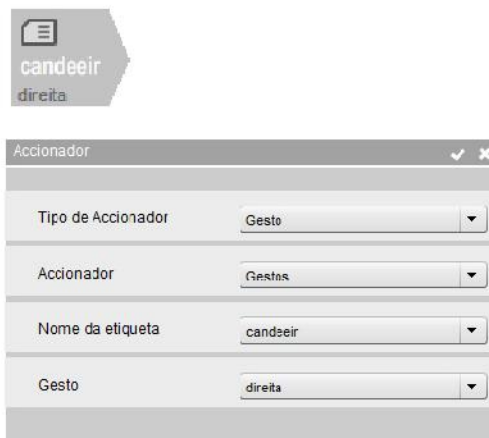 candeeir
direita
Accionador
Tipo de Accionador
Gesto
Accionador
Gestos
Nome da etiqueta
candeeir
Gesto
direita